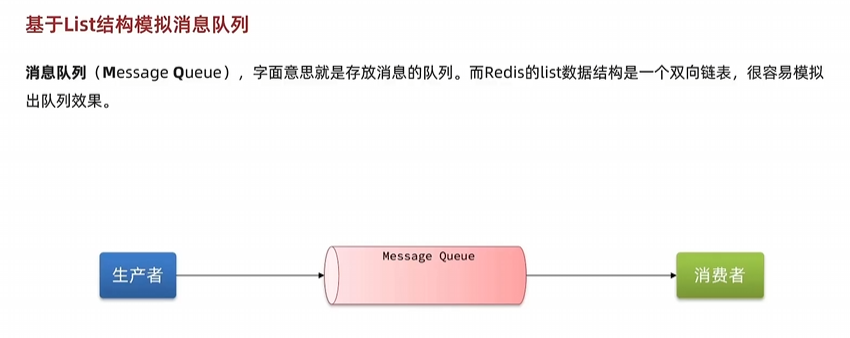 基于List结构模拟消息队列
消息队列（Message Queue），字面意思就是存放消息的队列。而Redis的list数据结构是一个双向链表，很容易模拟
出队列效果。
生产者
Message Queue
消费者